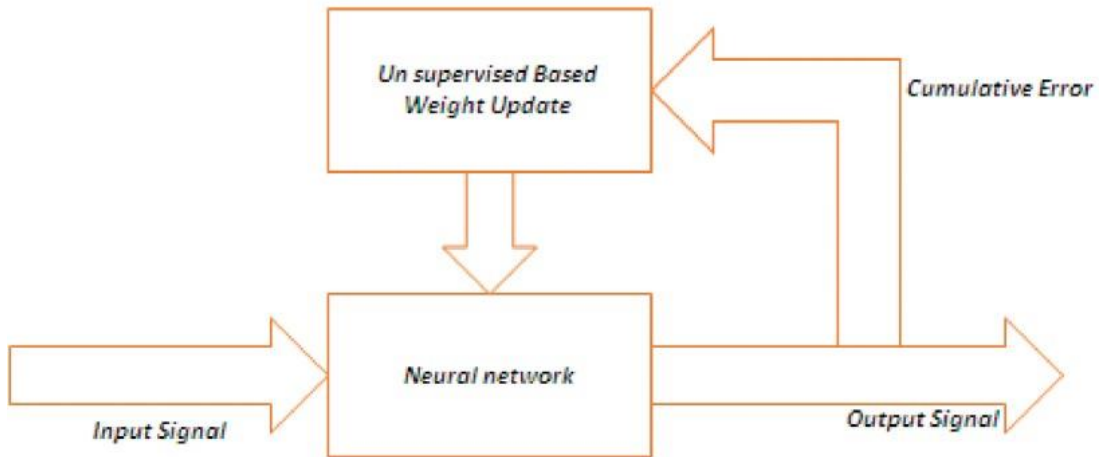 Un supervised Based
Weight Update
Cumulative Error
Neural network
Input Signal
Output Signal